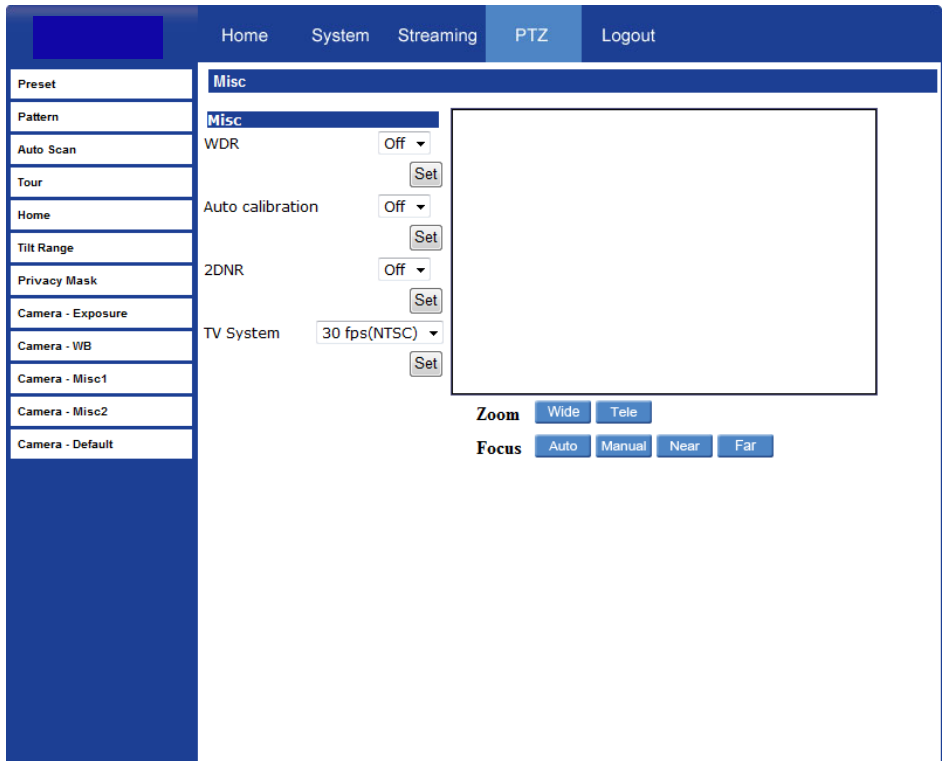 Home System Streaming PTZ Logout
Preset
Pattern
Auto Scan
Tour
Home
Tilt Range
Privacy Mask
Camera - Exposure
Camera - WB
Camera - Misc1
Camera - Misc2
Camera - Default
Misc
Misc
WDR Off
Set
Auto calibration Off
Set
2DNR Off
Set
TV System 30 fps(NTSC)
Set
Zoom Wide Tele
Focus Auto Manual Near Far